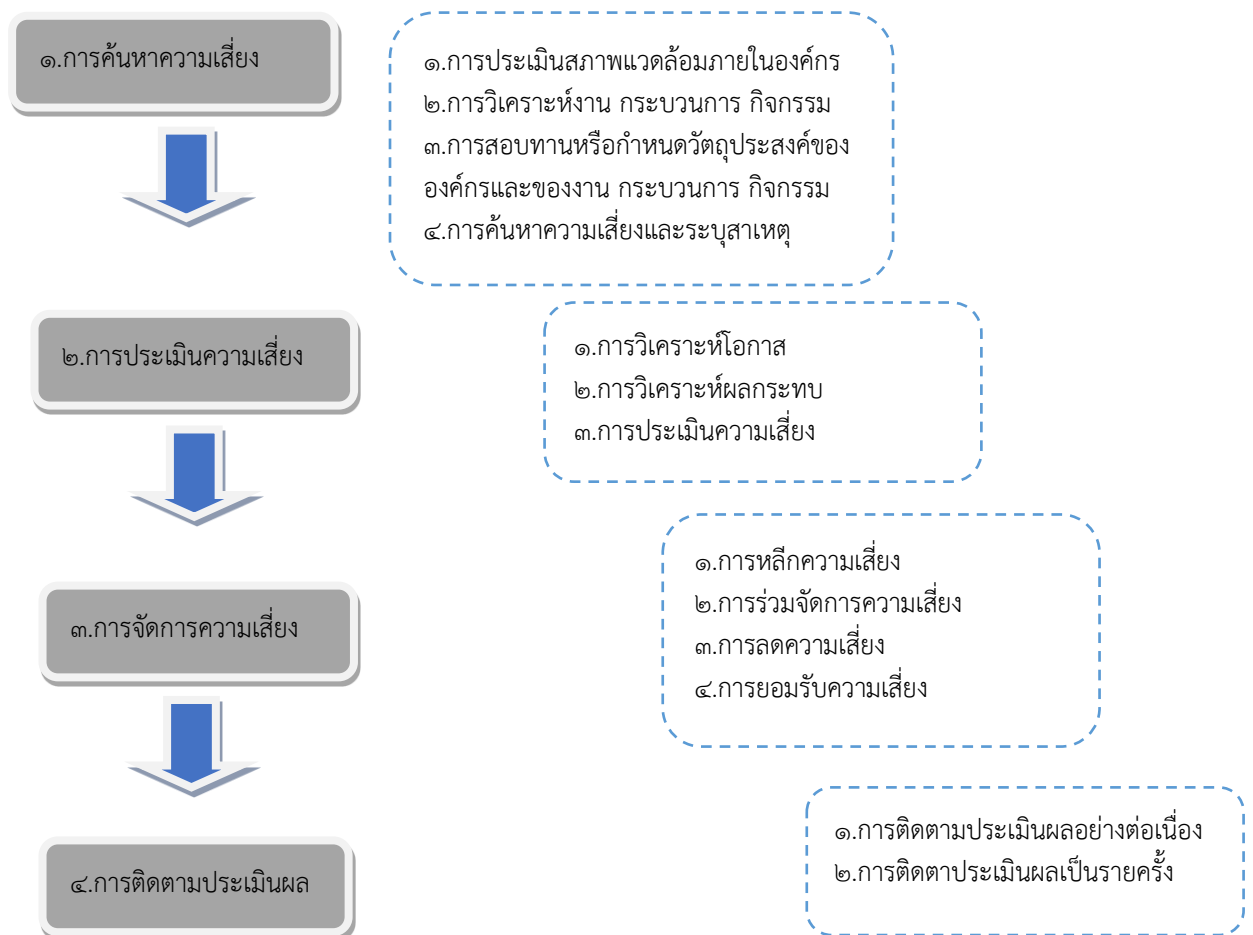 ๑.การค้นหาความเสี่ยง
๑.การประเมินสภาพแวดล้อมภายในองค์กร
๒.การวิเคราะห์งาน กระบวนการ กิจกรรม
๓.การสอบทานหรือกำหนดวัตถุประสงค์ของ
องค์กรและของงาน กระบวนการ กิจกรรม
๔.การค้นหาความเสี่ยงและระบุสาเหตุ
๒.การประเมินความเสี่ยง
๑.การวิเคราะห์โอกาส
๒.การวิเคราะห์ผลกระทบ
๓.การประเมินความเสี่ยง
๓.การจัดการความเสี่ยง
๑.การหลีกความเสี่ยง
๒.การร่วมจัดการความเสี่ยง
๓.การลดความเสี่ยง
๔.การยอมรับความเสี่ยง
๔.การติดตามประเมินผล
๑.การติดตามประเมินผลอย่างต่อเนื่อง
๒.การติดตาประเมินผลเป็นรายครั้ง